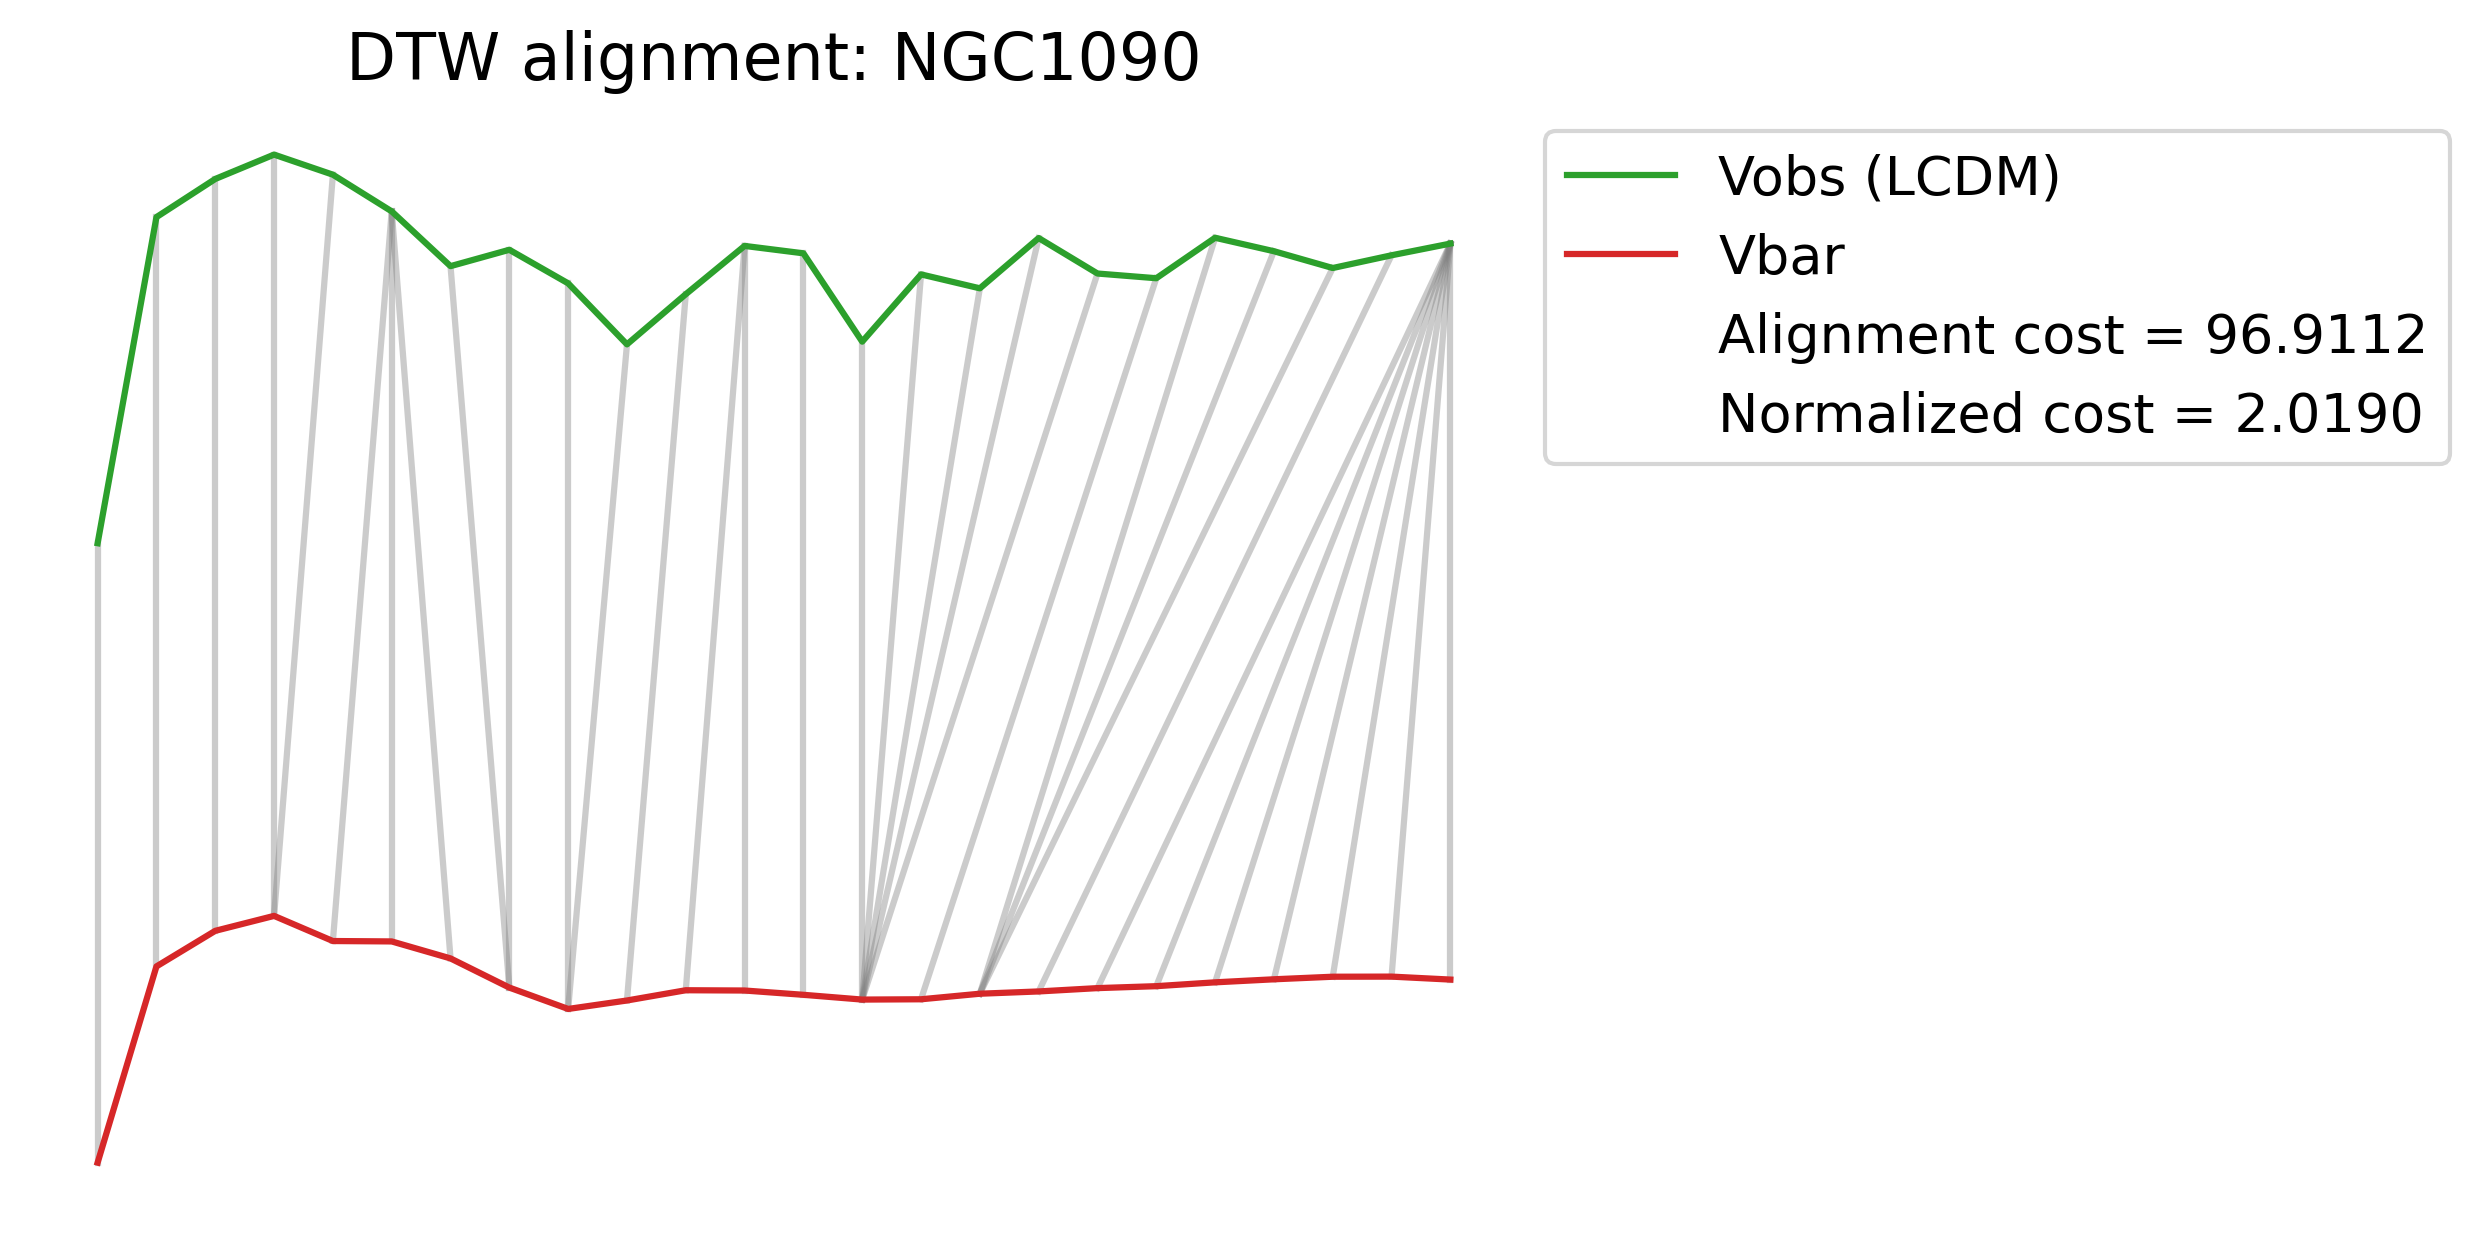 DTW alignment: NGC1090
Vobs (LCDM)
Vbar
Alignment cost = 96.9112
Normalized cost = 2.0190